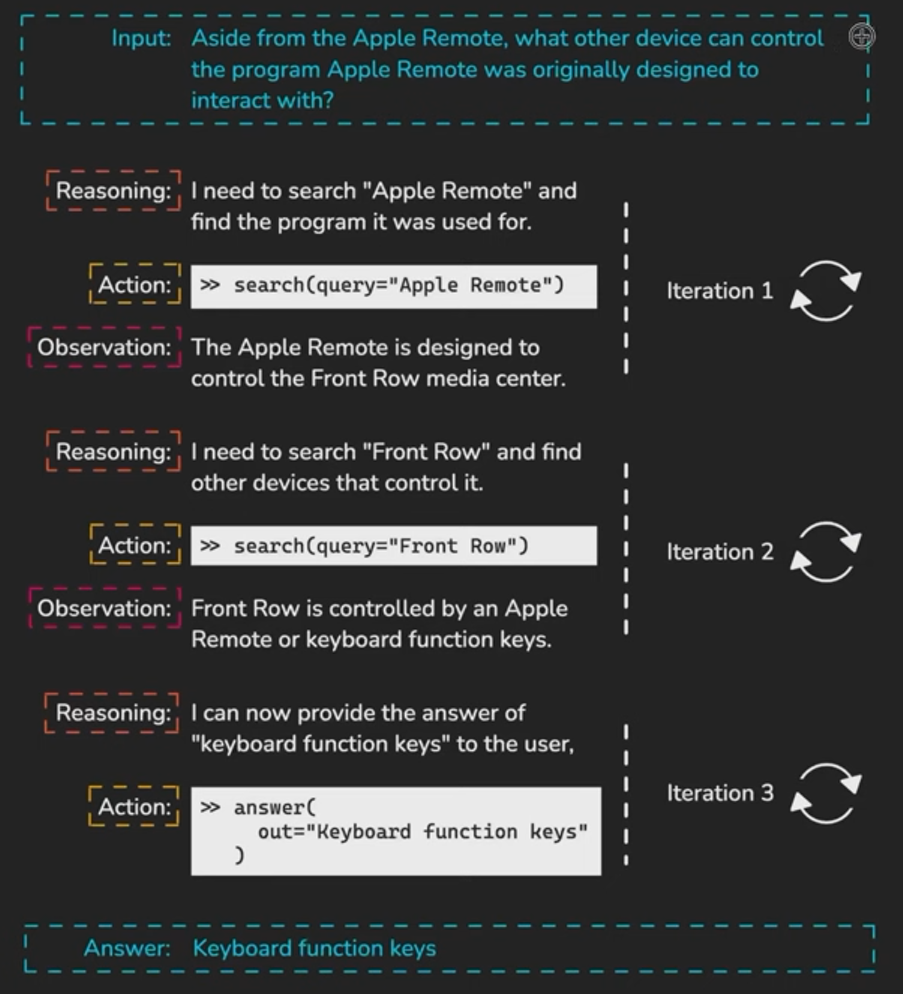 Input: Aside from the Apple Remote, what other device can control
the program Apple Remote was originally designed to
interact with?
Reasoning: I need to search "Apple Remote" and
find the program it was used for.
Action: >> search(query="Apple Remote")
Iteration 1
Observation: The Apple Remote is designed to
control the Front Row media center.
Reasoning: I need to search "Front Row" and find
other devices that control it.
Action: >> search(query="Front Row")
Iteration 2
Observation: Front Row is controlled by an Apple
Remote or keyboard function keys.
Reasoning: I can now provide the answer of
"keyboard function keys" to the user,
Iteration 3
Action: >> answer(
out="Keyboard function keys"
)
Answer: Keyboard function keys